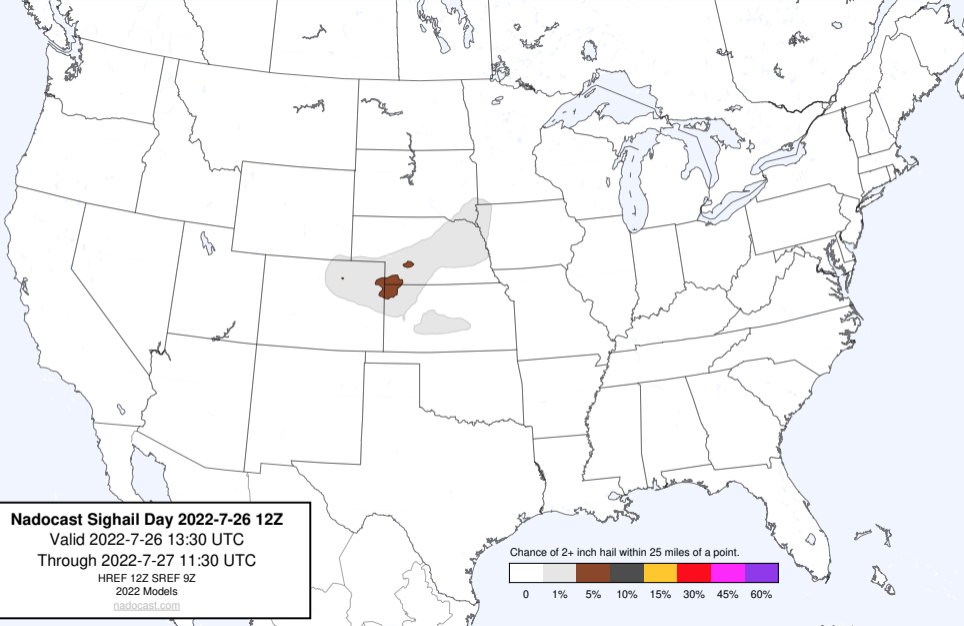 Nadocast Sighail Day 2022-7-26 12Z
Valid 2022-7-26 13:30 UTC
Through 2022-7-27 11:30 UTC
HREF 12Z SREF 9Z
2022 Models
nadocast.com
Chance of 2+ inch hail within 25 miles of a point.
0 1% 5% 10% 15% 30% 45% 60%